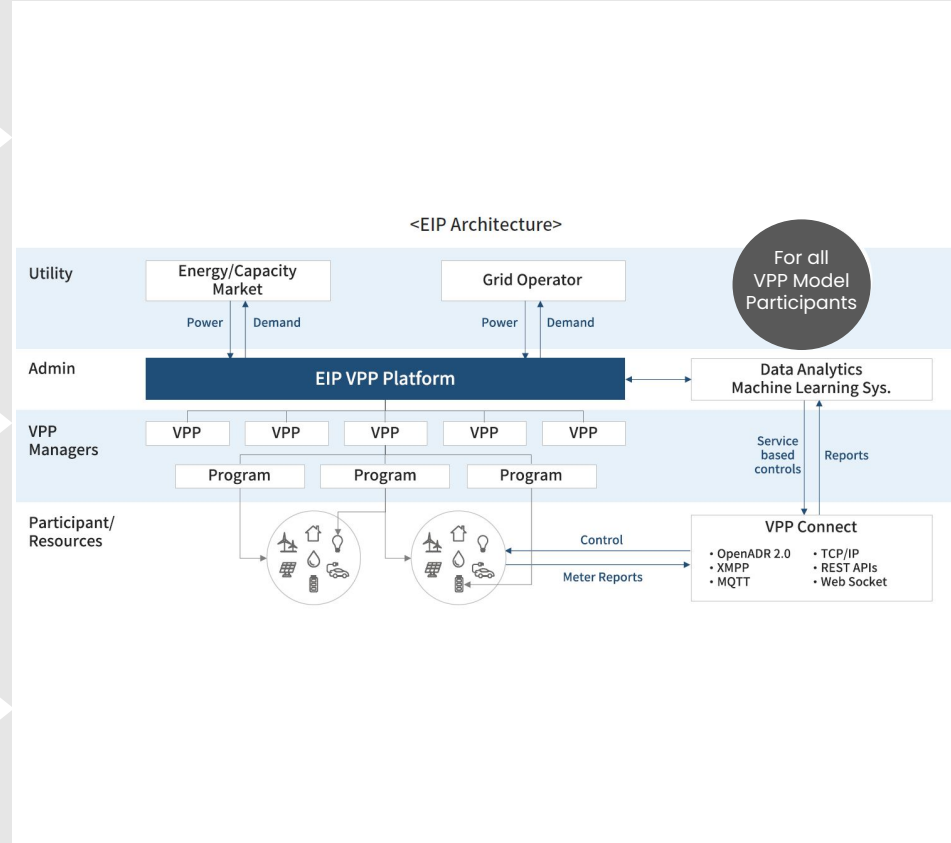 <EIP Architecture>
For all
VPP Model
Participants
Utility
Energy/Capacity
Market
Grid Operator
Power
Demand
Power
Demand
Admin
EIP VPP Platform
Data Analytics
Machine Learning Sys.
VPP
Managers
VPP
VPP
VPP
VPP
VPP
Program
Program
Program
Service
based
controls
Reports
Participant/
Resources
Control
Meter Reports
VPP Connect
• OpenADR 2.0
• XMPP
• MQTT
• TCP/IP
• REST APIs
• Web Socket